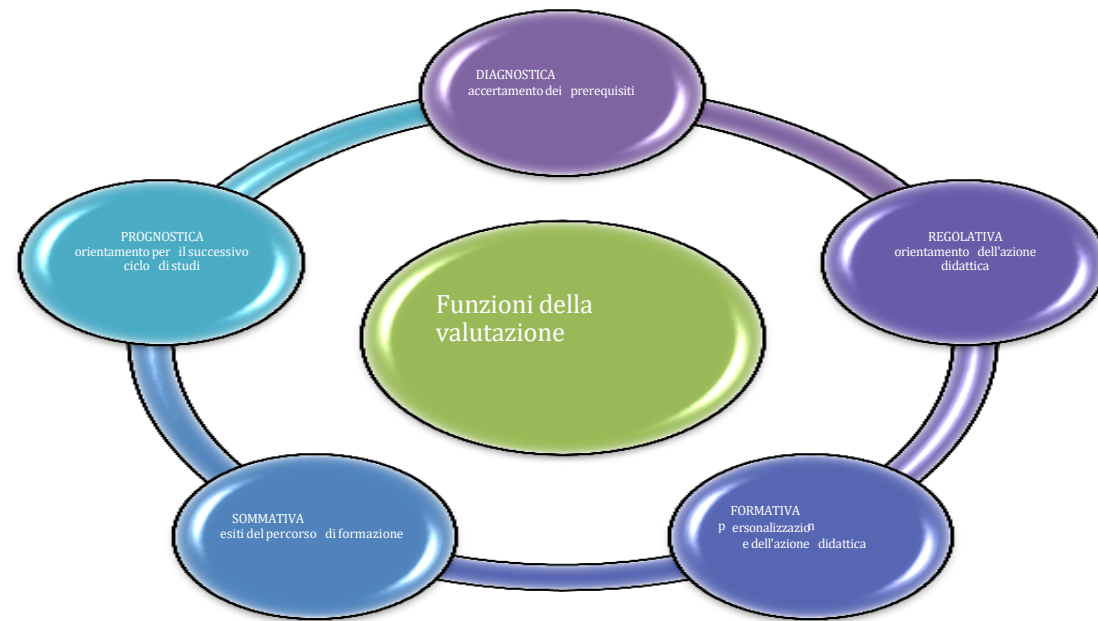 DIAGNOSTICA
accertamento dei prerequisiti
PROGNOSTICA
orientamento per il successivo
ciclo di studi
REGOLATIVA
orientamento dell'azione
didattica
Funzioni della
valutazione
SOMMATIVA
esiti del percorso di formazione
FORMATIVA
p ersonalizzazion
e dell'azione didattica